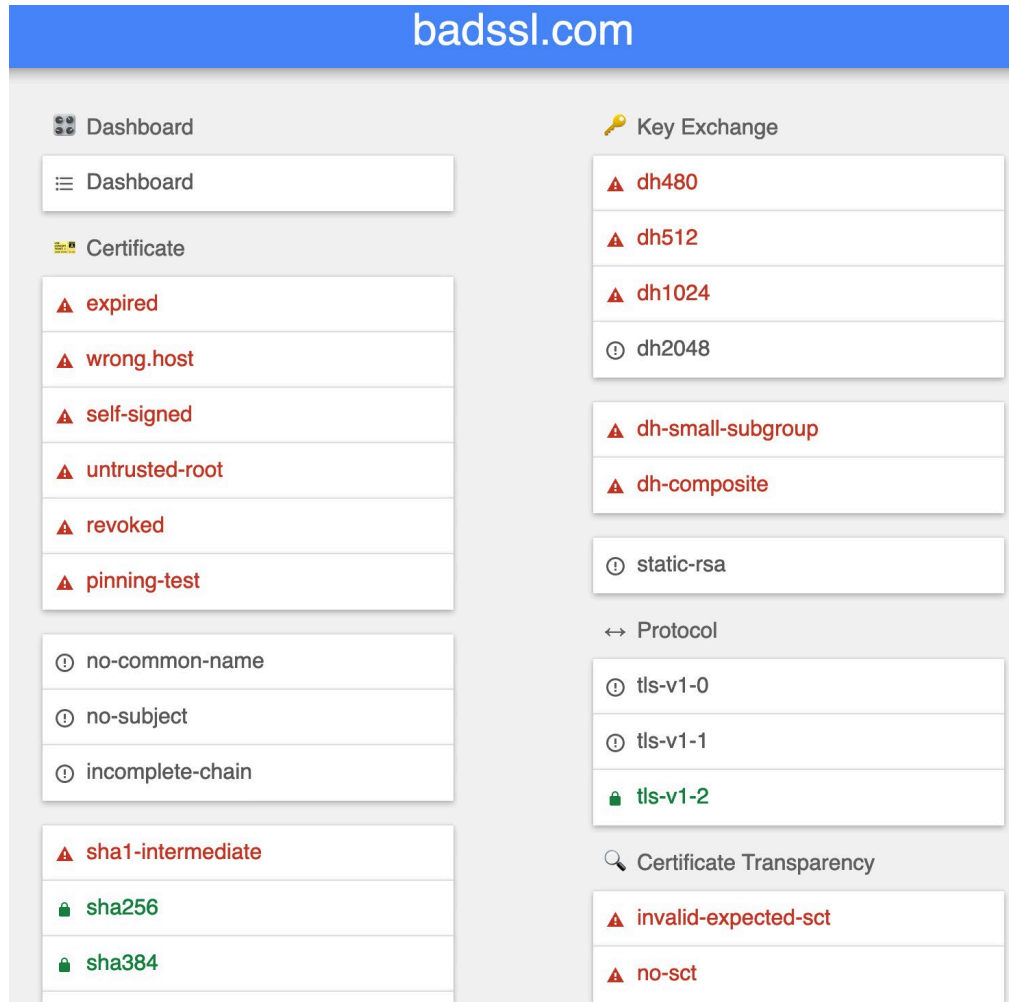 badssl.com
Dashboard
Dashboard
Certificate
expired
wrong.host
self-signed
untrusted-root
revoked
pinning-test
no-common-name
no-subject
incomplete-chain
sha1-intermediate
sha256
sha384
Key Exchange
dh480
dh512
dh1024
dh2048
dh-small-subgroup
dh-composite
static-rsa
Protocol
tls-v1-0
tls-v1-1
tls-v1-2
Certificate Transparency
invalid-expected-sct
no-sct